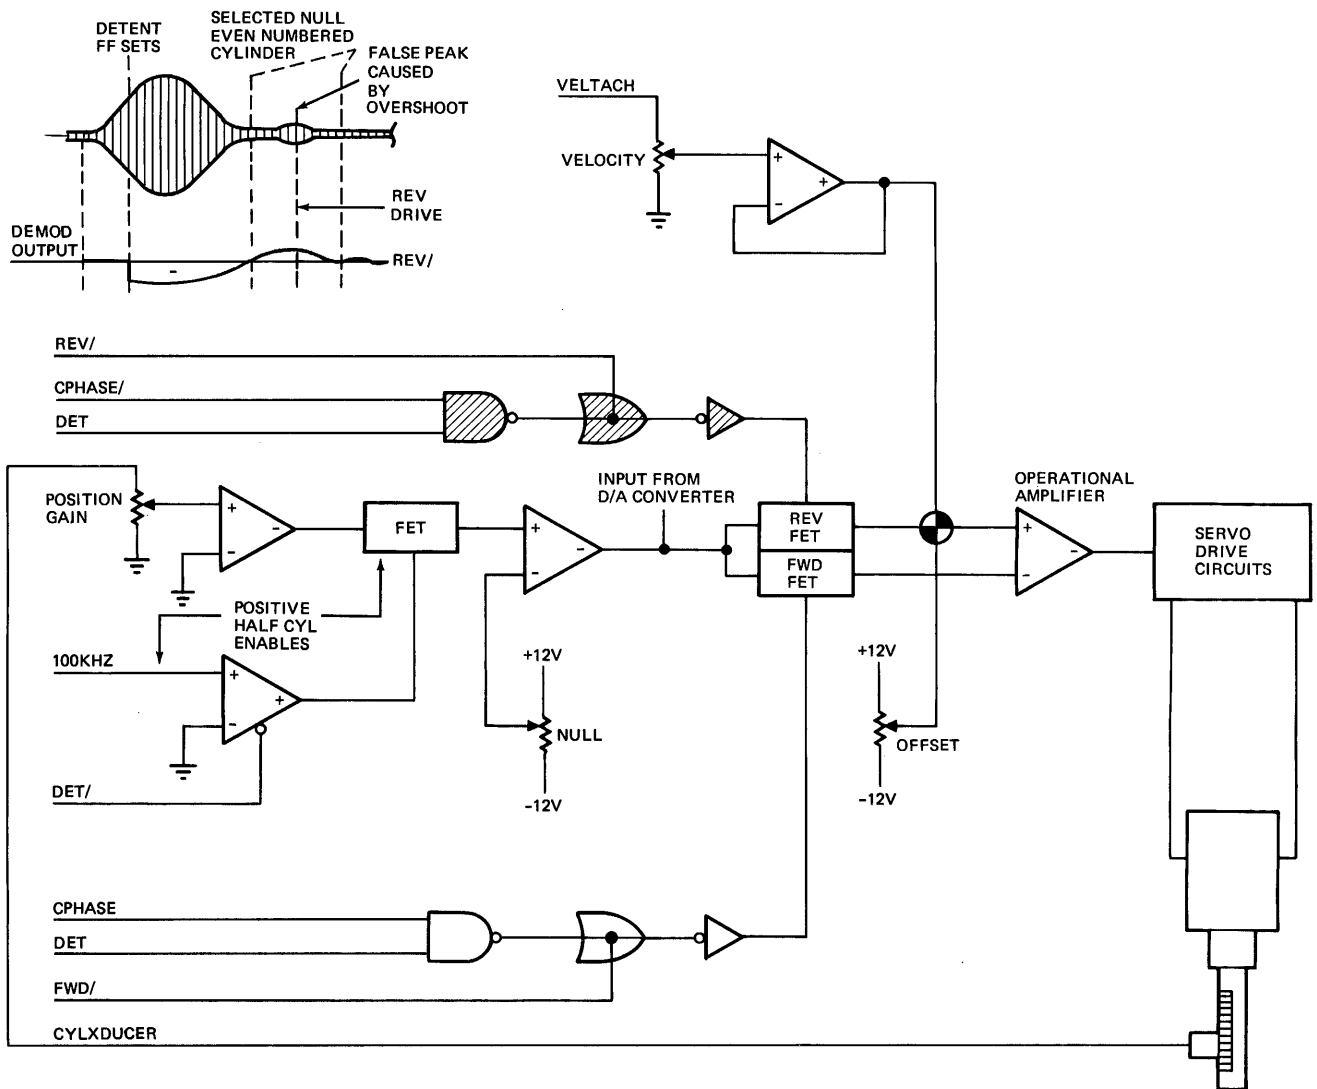 DETENT
FF SETS
SELECTED NULL
EVEN NUMBERED
CYLINDER
FALSE PEAK
CAUSED
BY
OVERSHOOT
REV
DRIVE
DEMOD
OUTPUT
-
REV/
VELTACH
VELOCITY
+
+
-
REV/
CPHASE/
DET
POSITION
GAIN
+
-
-
FET
+
-
-
INPUT FROM
D/A CONVERTER
REV
FET
FWD
FET
OPERATIONAL
AMPLIFIER
+
-
-
SERVO
DRIVE
CIRCUITS
POSITIVE
HALF CYL
ENABLES
100KHZ
+
+
-
DET/
+12V
NULL
-12V
+12V
OFFSET
-12V
CPHASE
DET
FWD/
CYLXDUCER